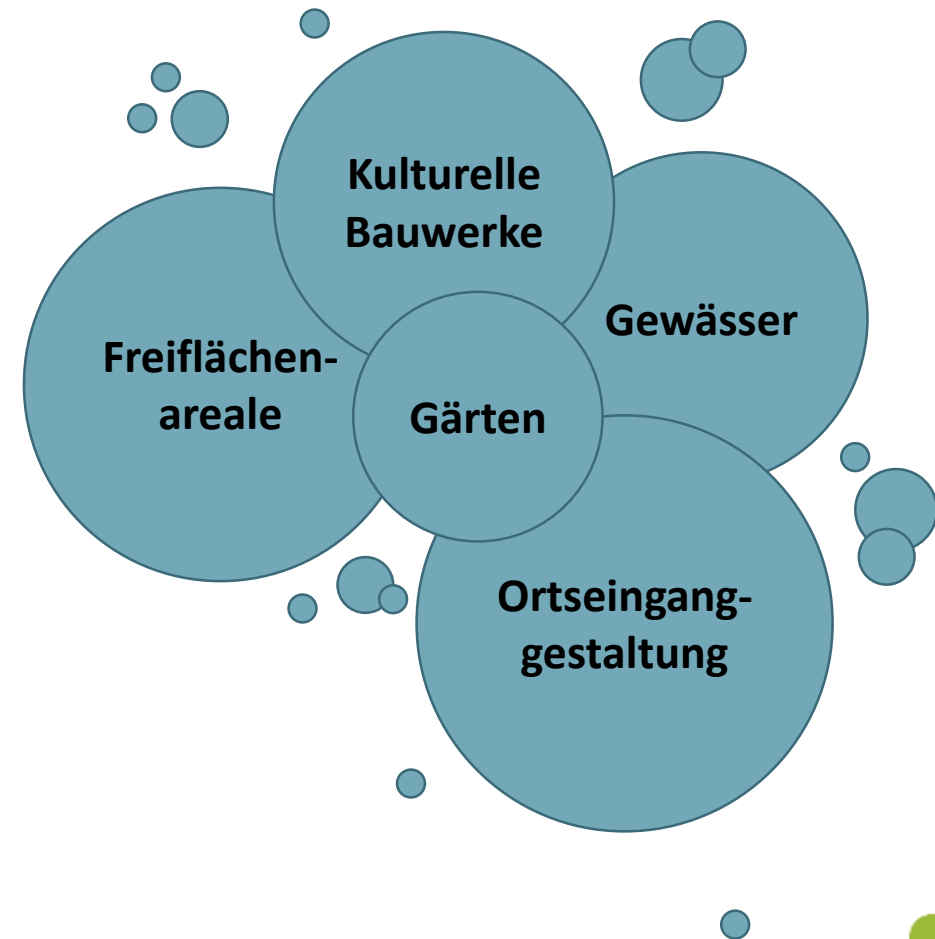 Kulturelle
Bauwerke
Gewässer
Freiflächen-
areale
Gärten
Ortseingang-
gestaltung